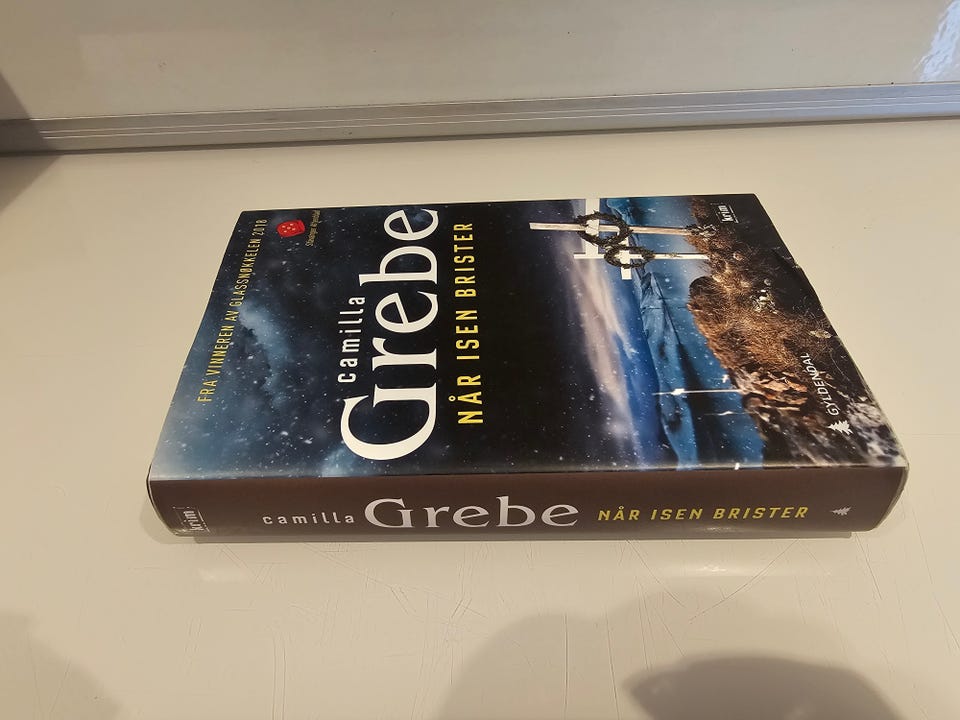 FRA VINNEREN AV GLASSNØKKELEN 2018
camilla
Grebe
NÅR ISEN BRISTER
krim
GYLDENDAL
krim
camilla Grebe NÅR ISEN BRISTER